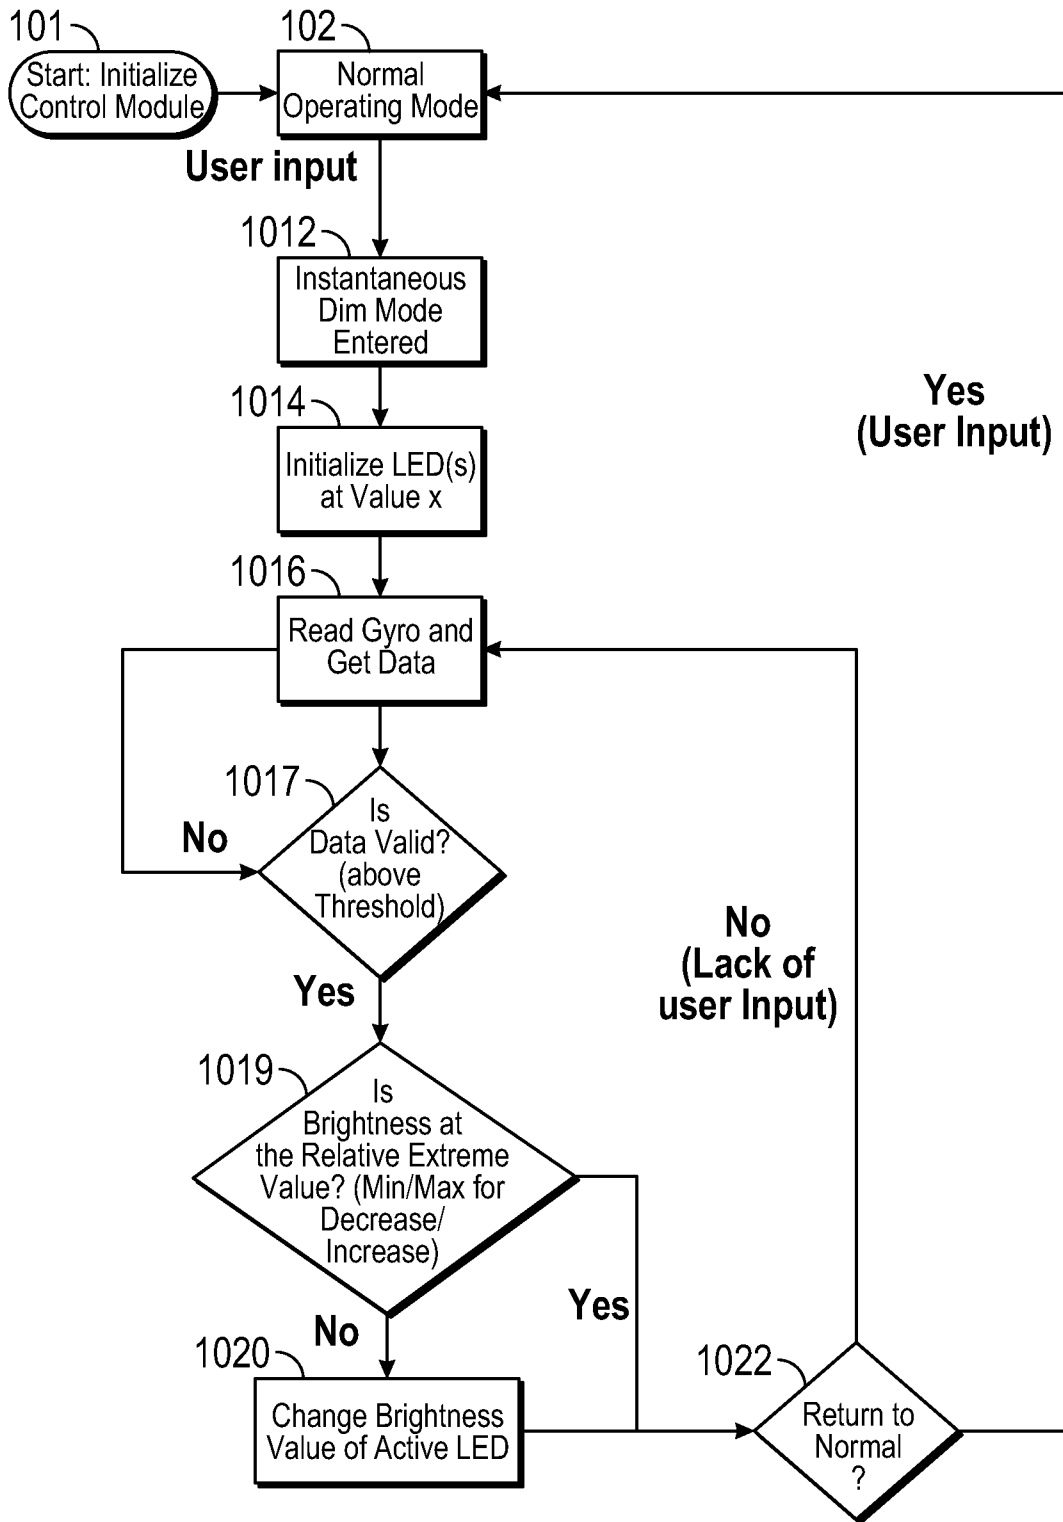 101
Start: Initialize
Control Module
102
Normal
Operating Mode
User input
1012
Instantaneous
Dim Mode
Entered
Yes
(User Input)
1014
Initialize LED(s)
at Value x
1016
Read Gyro and
Get Data
1017
Is
Data Valid?
(above
Threshold)
No
No
(Lack of
user Input)
Yes
1019
Is
Brightness at
the Relative Extreme
Value? (Min/Max for
Decrease/
Increase)
Yes
No
1020
Change Brightness
Value of Active LED
1022
Return to
Normal
?